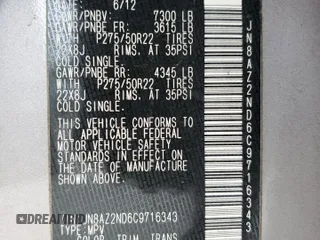 6/12
GVWR/PNBV: 7300 LB
GAWR/PNBE FR: 3615 LB
WITH P275/50R22 TIRES
22X8J RIMS. AT 35PSI
COLD SINGLE.
GAWR/PNBE RR: 4345 LB
WITH P275/50R22 TIRES
22X8J RIMS. AT 35PSI
COLD SINGLE.
THIS VEHICLE CONFORMS TO
ALL APPLICABLE FEDERAL
MOTOR VEHICLE SAFETY
STANDARDS IN EFFECT ON
THE DATE OF MANUFACTURE
JN8AZ2ND6C9716343
TYPE: MPV
COLOR TRIM TRANS
JN8AZ2ND6C9716343